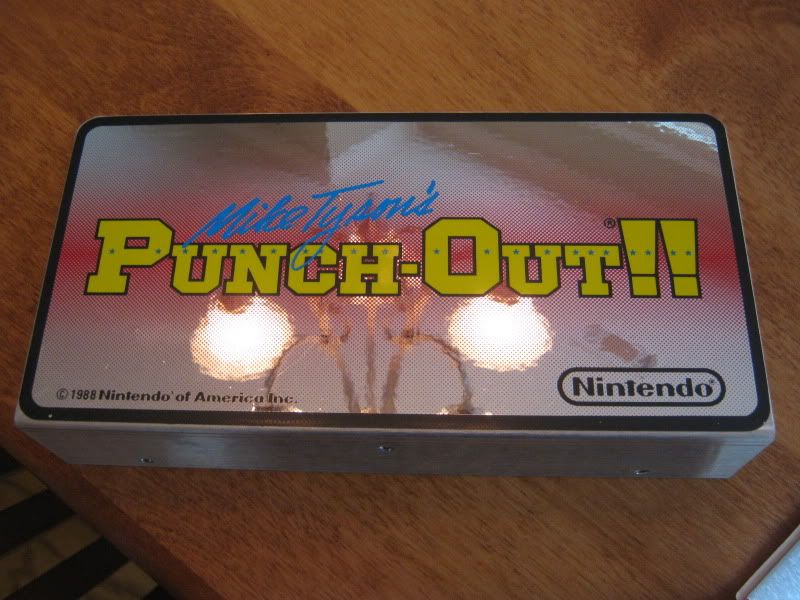 Mike Tyson's
PUNCH-OUT!!®
© 1988 Nintendo® of America Inc.
Nintendo®